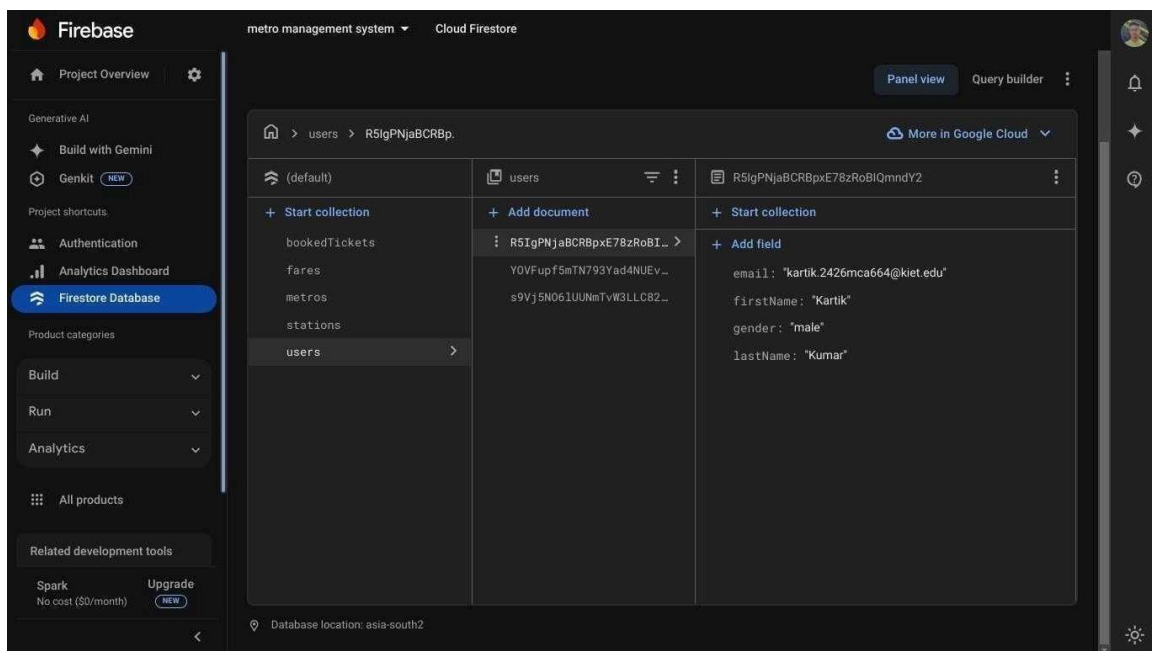 Firebase
metro management system
Cloud Firestore
Project Overview
Panel view
Query builder
Generative AI
Build with Gemini
Genkit NEW
Project shortcuts
Authentication
Analytics Dashboard
Firestore Database
Product categories
Build
Run
Analytics
All products
Related development tools
Spark
No cost ($0/month)
Upgrade
NEW
> users > R5IgPNjaBCRBp.
More in Google Cloud
(default)
+ Start collection
bookedTickets
fares
metros
stations
users
users
+ Add document
R5IgPNjaBCRBpxE78zRoBI…
YOVFupf5mTN793Yad4NUEv…
s9Vj5NO6lUUNmTvW3LLC82…
R5IgPNjaBCRBpxE78zRoBIQmndY2
+ Start collection
+ Add field
email: "kartik.2426mca664@kiet.edu"
firstName: "Kartik"
gender: "male"
lastName: "Kumar"
Database location: asia-south2